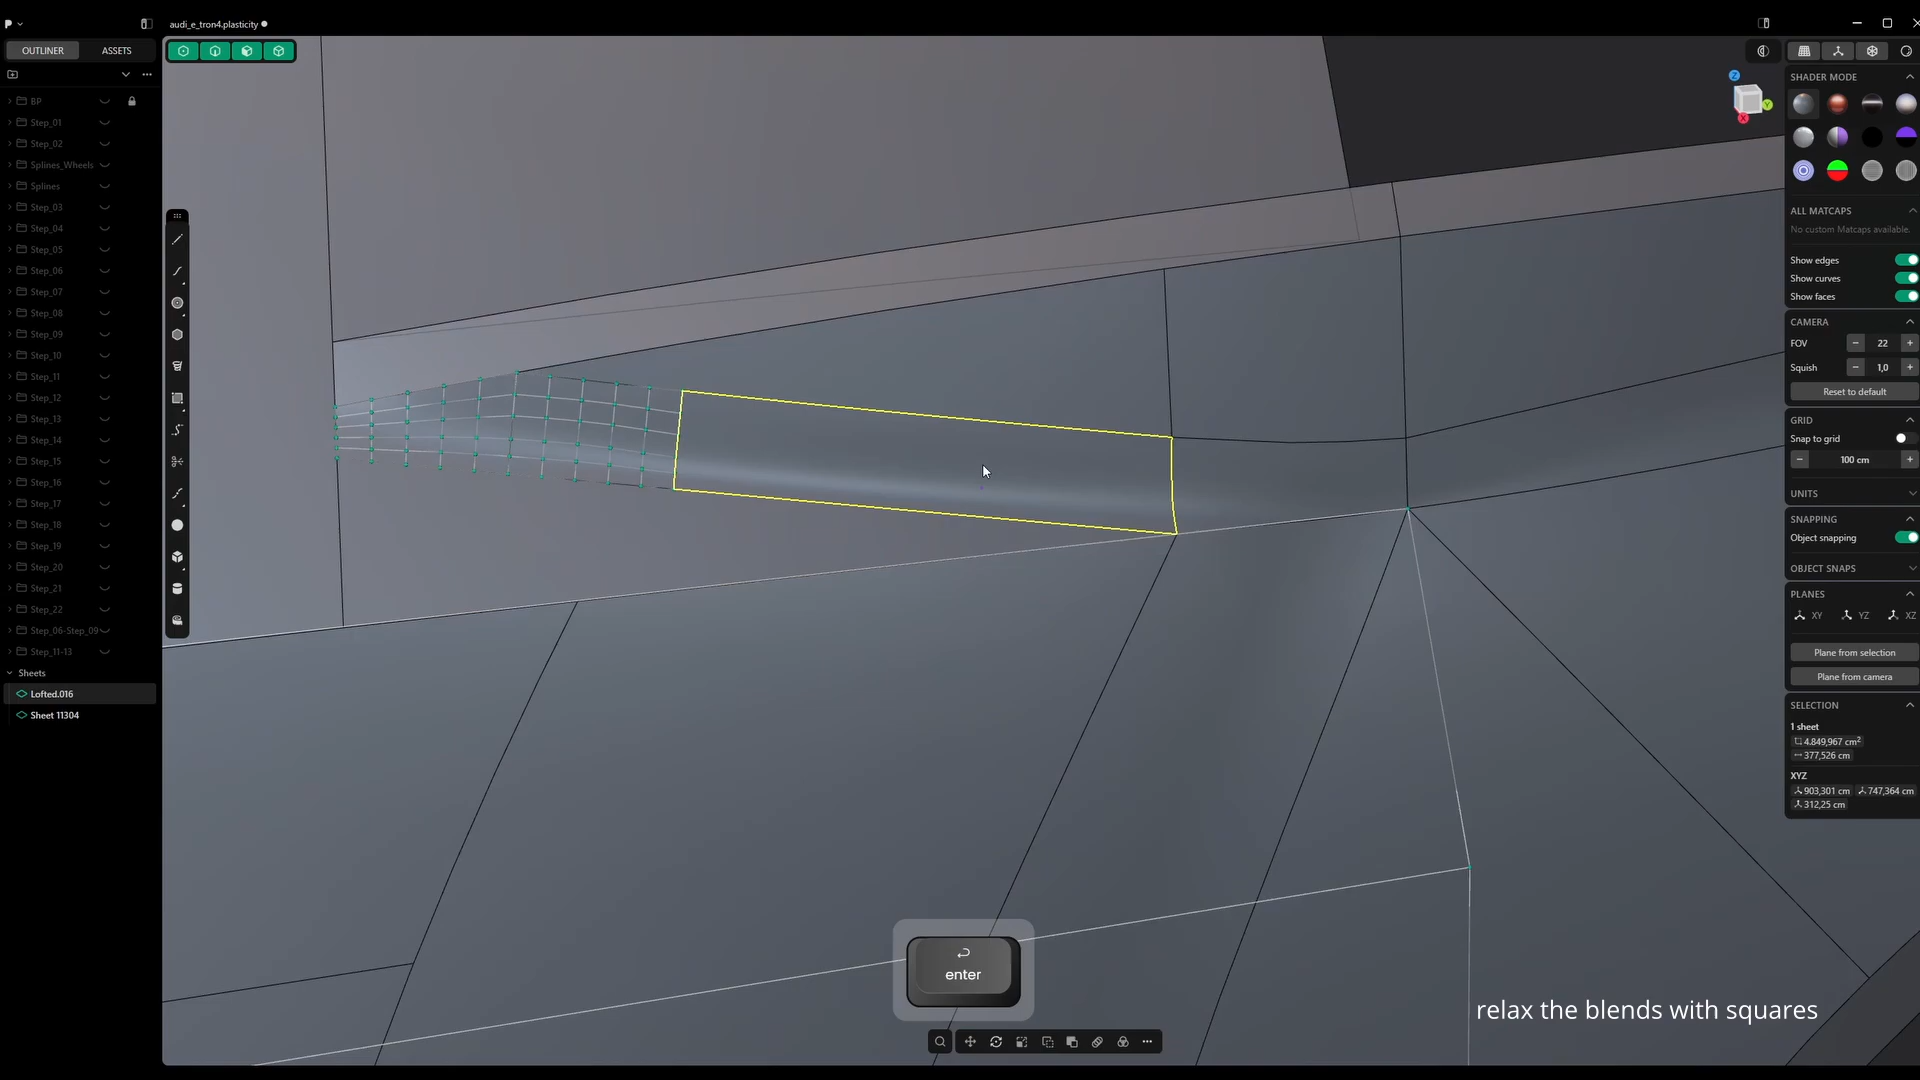 audi_e_tron4.plasticity
OUTLINER
ASSETS
BP
Step_01
Step_02
Splines_Wheels
Splines
Step_03
Step_04
Step_05
Step_06
Step_07
Step_08
Step_09
Step_10
Step_11
Step_12
Step_13
Step_14
Step_15
Step_16
Step_17
Step_18
Step_19
Step_20
Step_21
Step_22
Step_06-Step_09
Step_11-13
Sheets
Lofted.016
Sheet 11304
Z
Y
X
SHADER MODE
ALL MATCAPS
No custom Matcaps available.
Show edges
Show curves
Show faces
CAMERA
FOV
22
Squish
1,0
Reset to default
GRID
Snap to grid
100 cm
UNITS
SNAPPING
Object snapping
OBJECT SNAPS
PLANES
XY
YZ
XZ
Plane from selection
Plane from camera
SELECTION
1 sheet
4.849,967 cm²
377,526 cm
XYZ
903,301 cm
747,364 cm
312,25 cm
enter
relax the blends with squares